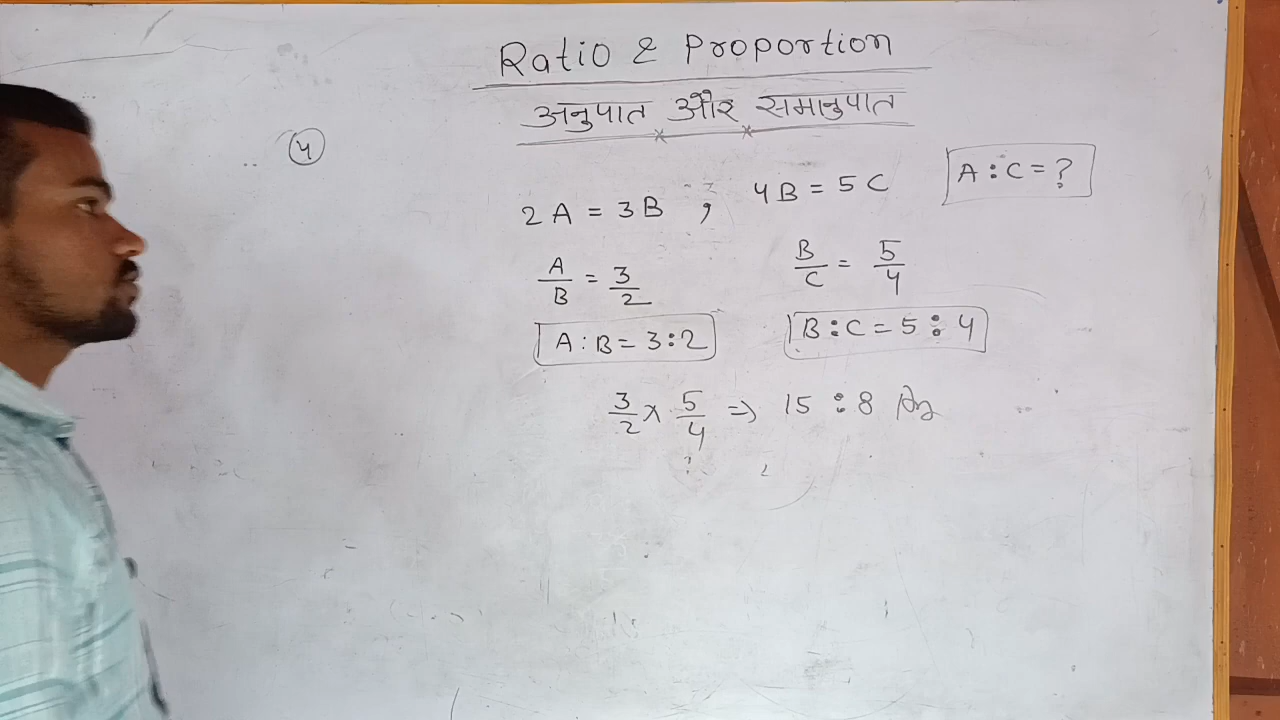 Ratio & Proportion
अनुपात और समानुपात
4
2A = 3B , 4B = 5C A:C=?
A/B = 3/2 B/C = 5/4
A:B=3:2 B:C=5:4
3/2 × 5/4 ⇒ 15:8 Ans